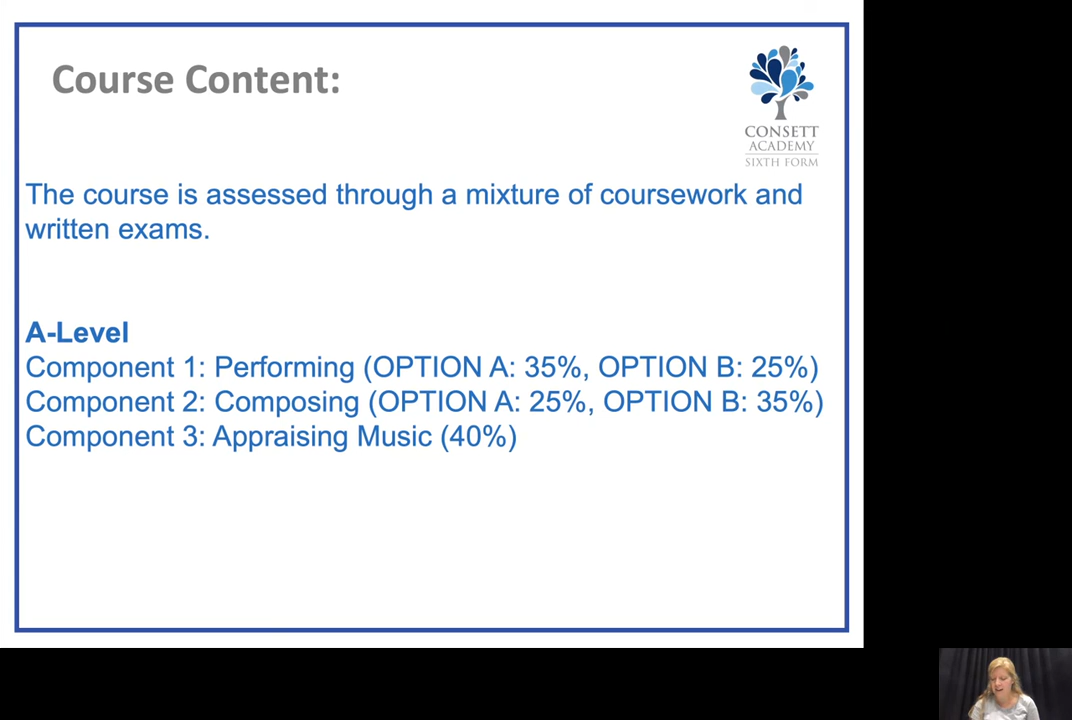 Course Content:
CONSETT
ACADEMY
SIXTH FORM
The course is assessed through a mixture of coursework and
written exams.
A-Level
Component 1: Performing (OPTION A: 35%, OPTION B: 25%)
Component 2: Composing (OPTION A: 25%, OPTION B: 35%)
Component 3: Appraising Music (40%)